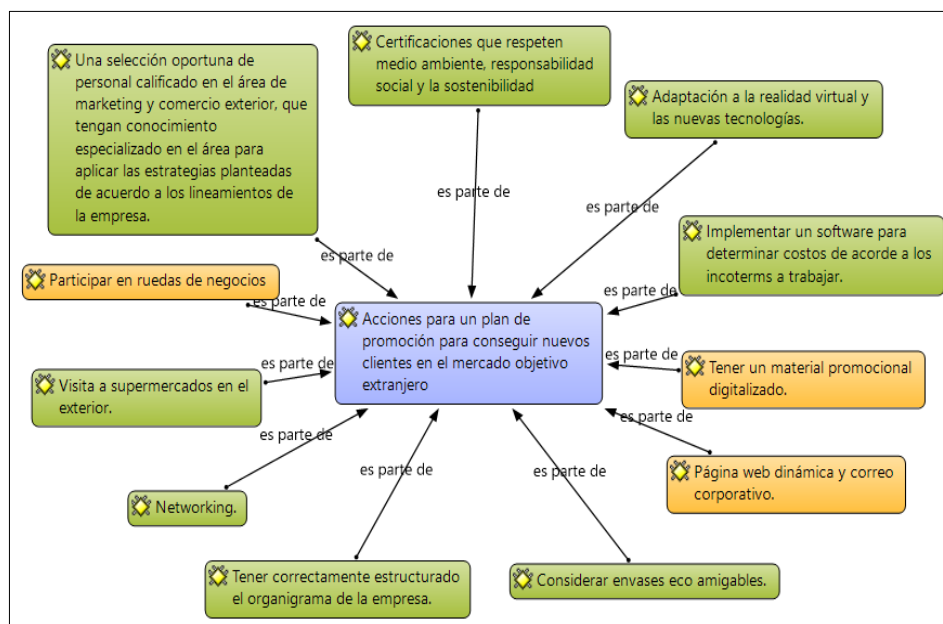 Una selección oportuna de
personal calificado en el área de
marketing y comercio exterior, que
tengan conocimiento
especializado en el área para
aplicar las estrategias planteadas
de acuerdo a los lineamientos de
la empresa.
Certificaciones que respeten
medio ambiente, responsabilidad
social y la sostenibilidad
Adaptación a la realidad virtual y
las nuevas tecnologías.
es parte de
es parte de
es parte de
Implementar un software para
determinar costos de acorde a los
incoterms a trabajar.
Participar en ruedas de negocios
es parte de
es parte de
Acciones para un plan de
promoción para conseguir nuevos
clientes en el mercado objetivo
extranjero
es parte de
Visita a supermercados en el
exterior.
es parte de
es parte de
Tener un material promocional
digitalizado.
es parte de
es parte de
Página web dinámica y correo
corporativo.
es parte de
es parte de
Networking.
Tener correctamente estructurado
el organigrama de la empresa.
Considerar envases eco amigables.